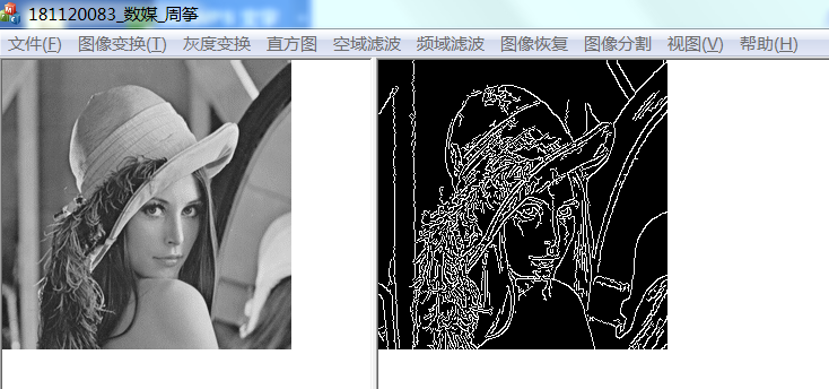 181120083_数媒_周筝
文件(F) 图像变换(T) 灰度变换 直方图 空域滤波 频域滤波 图像恢复 图像分割 视图(V) 帮助(H)